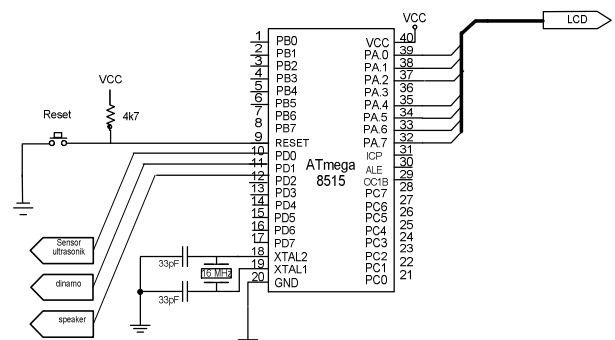 VCC
LCD
1 PB0
2 PB1
3 PB2
4 PB3
5 PB4
6 PB5
7 PB6
8 PB7
9 RESET
10 PD0
11 PD1
12 PD2
13 PD3
14 PD4
15 PD5
16 PD6
17 PD7
18 XTAL2
19 XTAL1
20 GND
ATmega
8515
VCC 40
PA.0 39
PA.1 38
PA.2 37
PA.3 36
PA.4 35
PA.5 34
PA.6 33
PA.7 32
ICP 31
ALE 30
OC1B 29
PC7 28
PC6 27
PC5 26
PC4 25
PC3 24
PC2 23
PC1 22
PC0 21
VCC
Reset
4k7
Sensor
ultrasonik
dinamo
speaker
33pF
16 MHz
33pF